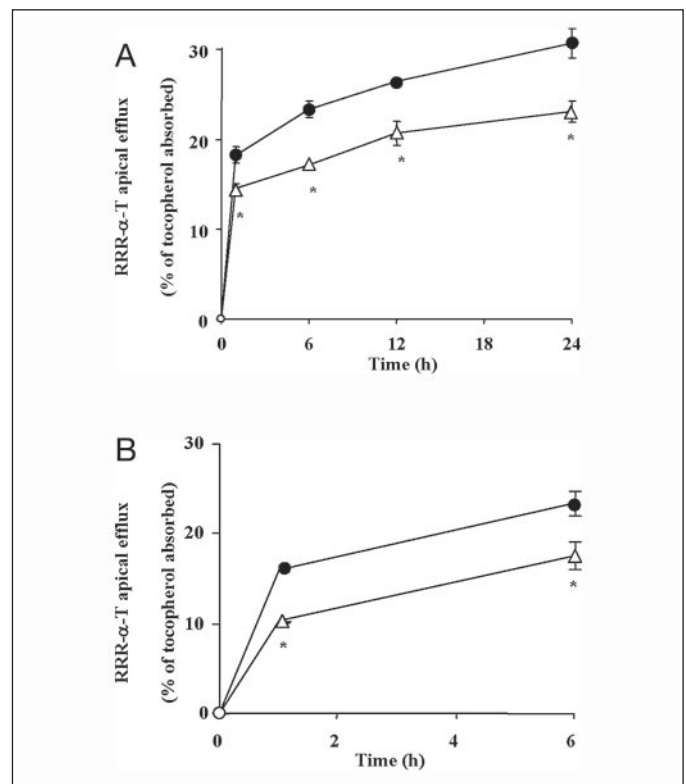 A
RRR-α-T apical efflux
(% of tocopherol absorbed)
30
20
10
0
*
*
*
*
0 6 12 18 24
Time (h)
B
RRR-α-T apical efflux
(% of tocopherol absorbed)
30
20
10
0
*
*
0 2 4 6
Time (h)